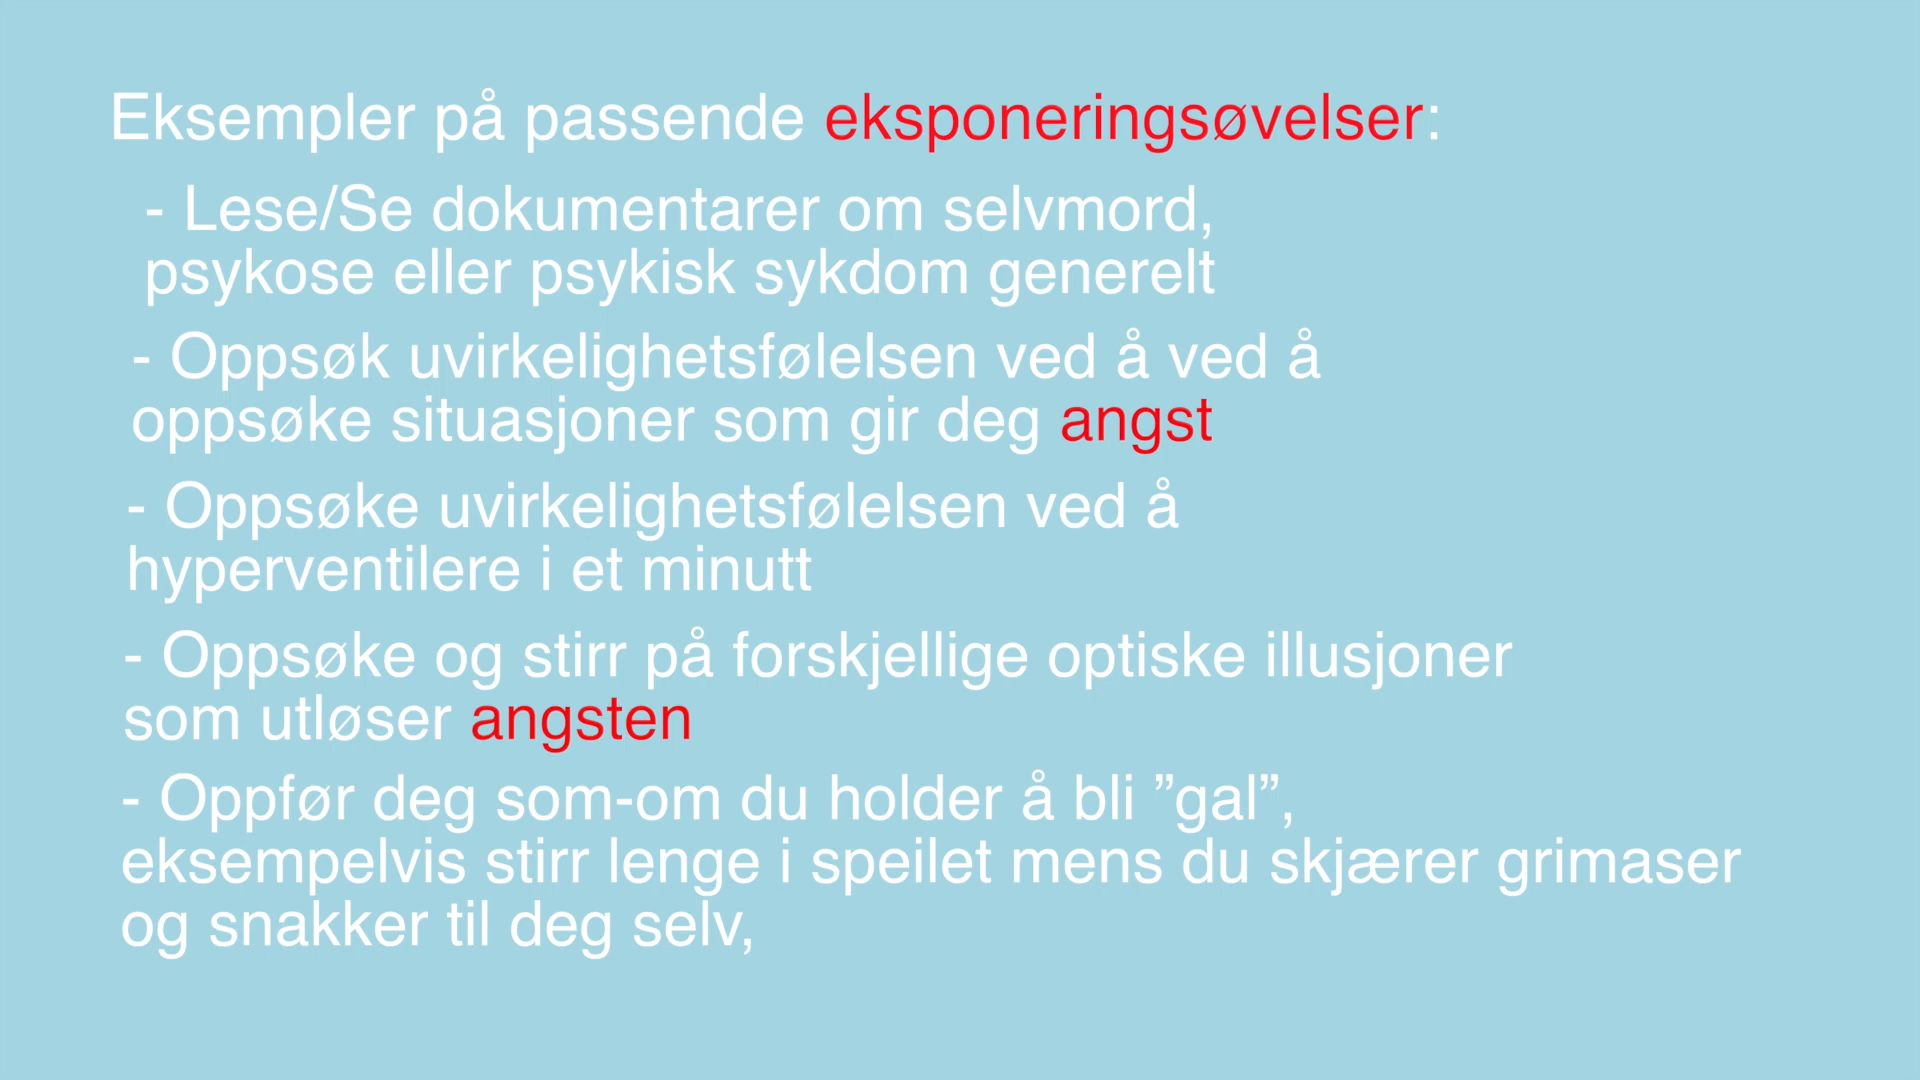 Eksempler på passende eksponeringsøvelser:
- Lese/Se dokumentarer om selvmord,
psykose eller psykisk sykdom generelt
- Oppsøk uvirkelighetsfølelsen ved å ved å
oppsøke situasjoner som gir deg angst
- Oppsøke uvirkelighetsfølelsen ved å
hyperventilere i et minutt
- Oppsøke og stirr på forskjellige optiske illusjoner
som utløser angsten
- Oppfør deg som-om du holder å bli ”gal”,
eksempelvis stirr lenge i speilet mens du skjærer grimaser
og snakker til deg selv,